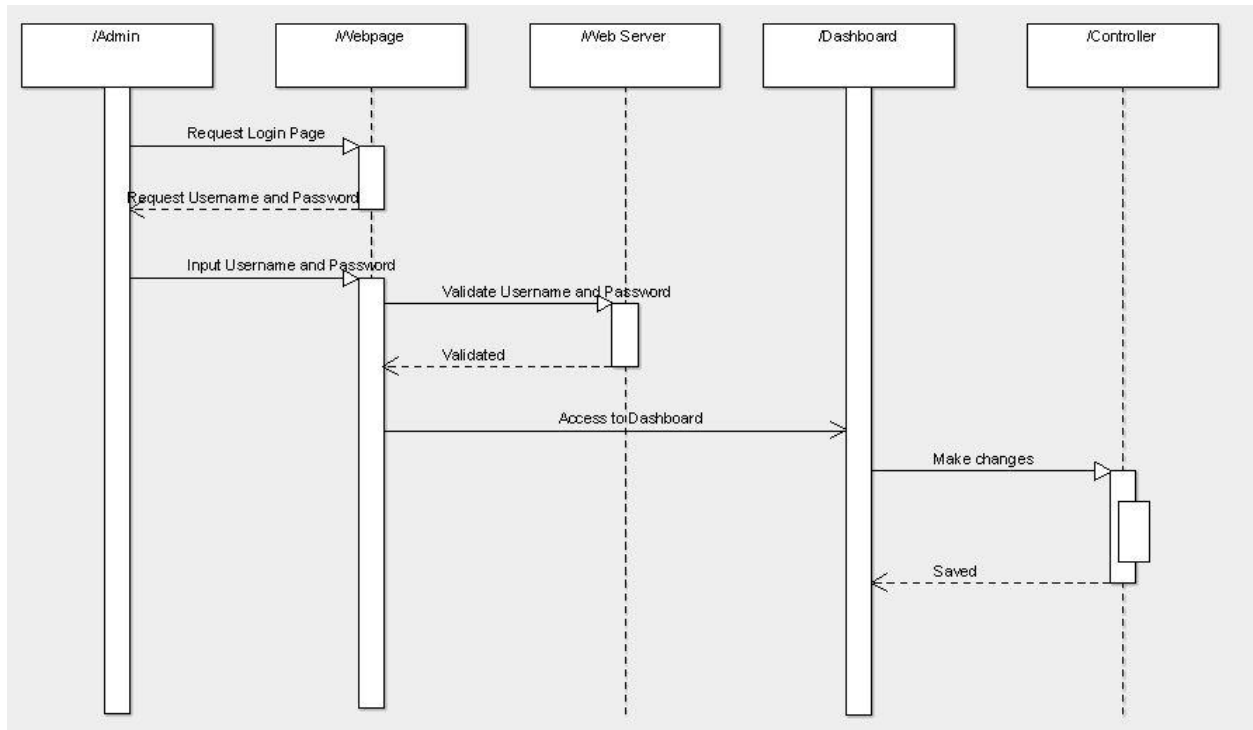 /Admin
/Webpage
/Web Server
/Dashboard
/Controller
Request Login Page
Request Username and Password
Input Username and Password
Validate Username and Password
Validated
Access to Dashboard
Make changes
Saved